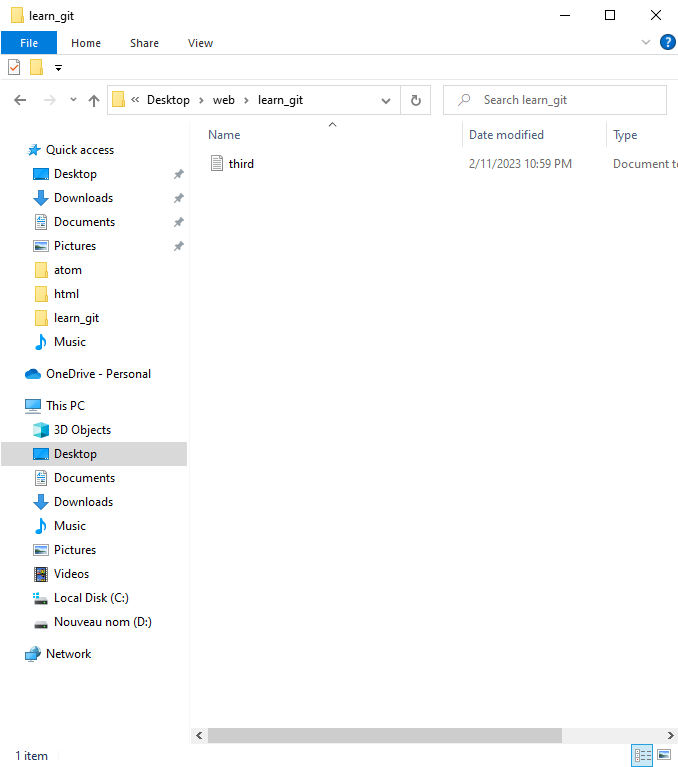 learn_git
File Home Share View
« Desktop › web › learn_git
Search learn_git
Name Date modified Type
third 2/11/2023 10:59 PM Document te
Quick access
Desktop
Downloads
Documents
Pictures
atom
html
learn_git
Music
OneDrive - Personal
This PC
3D Objects
Desktop
Documents
Downloads
Music
Pictures
Videos
Local Disk (C:)
Nouveau nom (D:)
Network
1 item